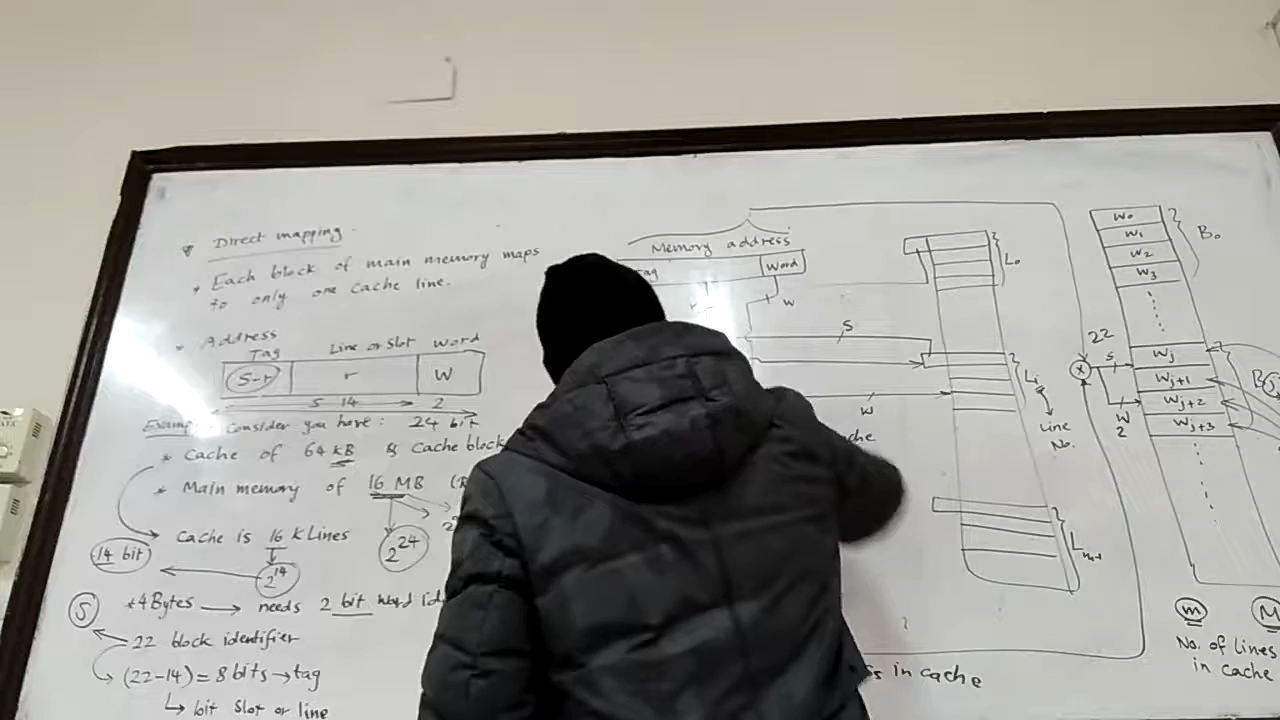 Direct mapping.
* Each block of main memory maps
to only one cache line.
* Address
Tag Line or Slot Word
S-r r W
S 14 2
Example Consider you have: 24 bit
* Cache of 64 kB & Cache block
* Main memory of 16 MB
2^24
cache is 16 K Lines
14 bit 2^14
S
*4 Bytes → needs 2 bit word
22 block identifier
(22-14) = 8 bits → tag
bit slot or line
Memory address
Tag Word
W
S
W
in cache
L0
Li
Line
No.
Lm-1
22
S
W
2
X
W0
W1
W2
W3
B0
Wj
Wj+1
Wj+2
Wj+3
Bj
m M
No. of lines
in cache